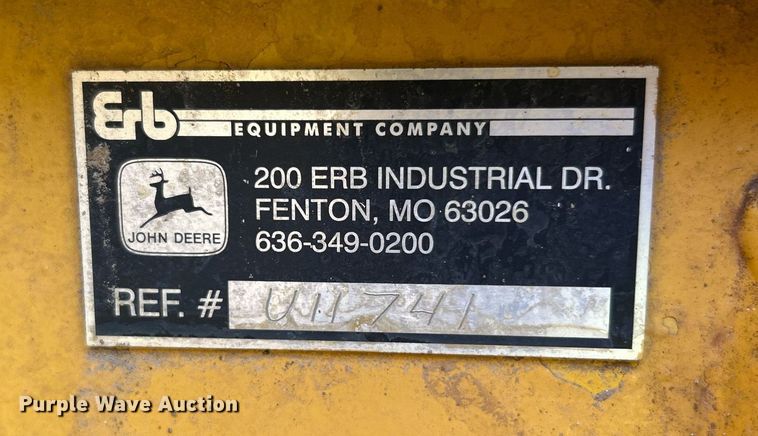 Erb
EQUIPMENT COMPANY
JOHN DEERE
200 ERB INDUSTRIAL DR.
FENTON, MO 63026
636-349-0200
REF. # U11741
Purple Wave Auction